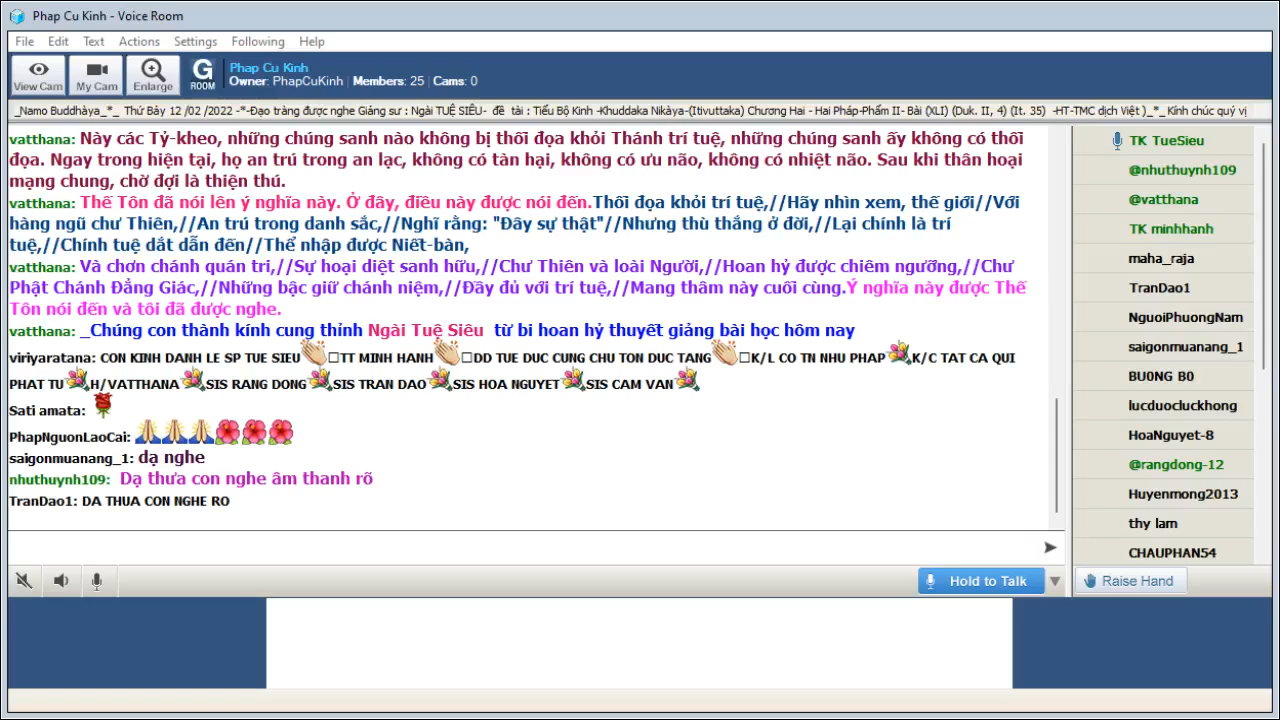 Phap Cu Kinh - Voice Room
File Edit Text Actions Settings Following Help
View Cam My Cam Enlarge G ROOM
Phap Cu Kinh
Owner: PhapCuKinh | Members: 25 | Cams: 0
_Namo Buddhàya_*_ Thứ Bảy 12 /02 /2022 -*-Đạo tràng được nghe Giảng sư : Ngài TUỆ SIÊU- đề tài : Tiểu Bộ Kinh -Khuddaka Nikàya-(Itivuttaka) Chương Hai - Hai Pháp-Phẩm II- Bài (XLI) (Duk. II, 4) (It. 35) -HT-TMC dịch Việt )_*_ Kính chúc quý vị
vatthana: Này các Tỷ-kheo, những chúng sanh nào không bị thối đọa khỏi Thánh trí tuệ, những chúng sanh ấy không có thối
đọa. Ngay trong hiện tại, họ an trú trong an lạc, không có tàn hại, không có ưu não, không có nhiệt não. Sau khi thân hoại
mạng chung, chờ đợi là thiện thú.
vatthana: Thế Tôn đã nói lên ý nghĩa này. Ở đây, điều này được nói đến.Thối đọa khỏi trí tuệ,//Hãy nhìn xem, thế giới//Với
hàng ngũ chư Thiên,//An trú trong danh sắc,//Nghĩ rằng: "Đây sự thật"//Nhưng thù thắng ở đời,//Lại chính là trí
tuệ,//Chính tuệ dắt dẫn đến//Thể nhập được Niết-bàn,
vatthana: Và chơn chánh quán tri,//Sự hoại diệt sanh hữu,//Chư Thiên và loài Người,//Hoan hỷ được chiêm ngưỡng,//Chư
Phật Chánh Đẳng Giác,//Những bậc giữ chánh niệm,//Đầy đủ với trí tuệ,//Mang thâm này cuối cùng.Ý nghĩa này được Thế
Tôn nói đến và tôi đã được nghe.
vatthana: _Chúng con thành kính cung thỉnh Ngài Tuệ Siêu từ bi hoan hỷ thuyết giảng bài học hôm nay
viriyaratana: CON KINH DANH LE SP TUE SIEU👏□TT MINH HANH👏□DD TUE DUC CUNG CHU TON DUC TANG👏□K/L CO TN NHU PHAP💐K/C TAT CA QUI
PHAT TU💐H/VATTHANA💐SIS RANG DONG💐SIS TRAN DAO💐SIS HOA NGUYET💐SIS CAM VAN💐
Sati amata: 🌹
PhapNguonLaoCai: 🙏🙏🙏🌺🌺🌺
saigonmuanang_1: dạ nghe
nhuthuynh109: Dạ thưa con nghe âm thanh rõ
TranDao1: DA THUA CON NGHE RO
Hold to Talk
TK TueSieu
@nhuthuynh109
@vatthana
TK minhhanh
maha_raja
TranDao1
NguoiPhuongNam
saigonmuanang_1
BU0NG B0
lucduocluckhong
HoaNguyet-8
@rangdong-12
Huyenmong2013
thy lam
CHAUPHAN54
Raise Hand